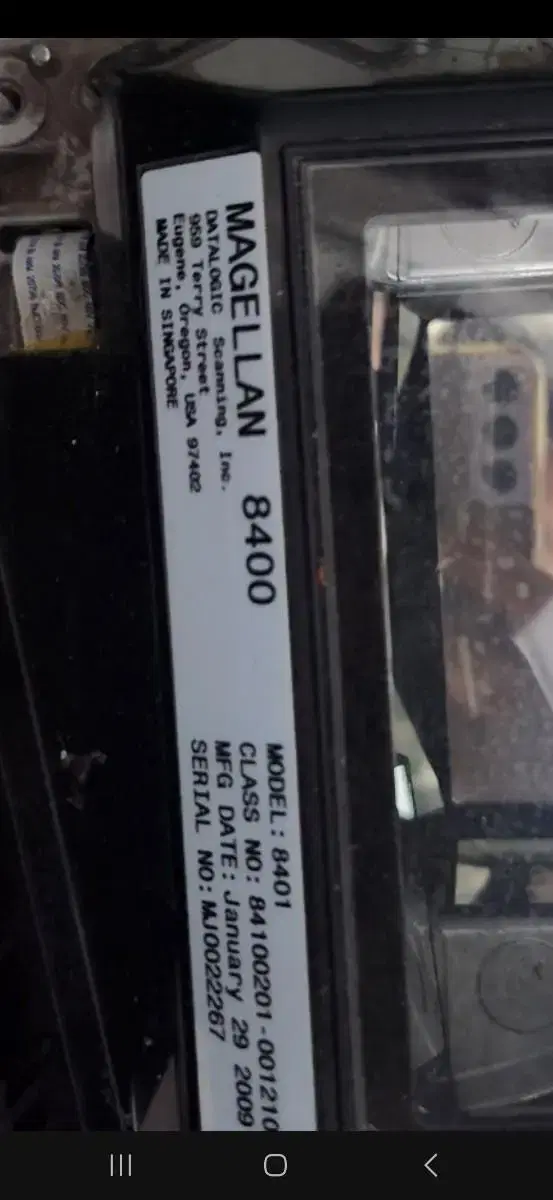 MAGELLAN 8400
DATALOGIC Scanning, Inc.
959 Terry Street
Eugene, Oregon, USA 97402
MADE IN SINGAPORE
MODEL: 8401
CLASS NO: 84100201-001210
MFG DATE: January 29 2009
SERIAL NO: MJ0022267